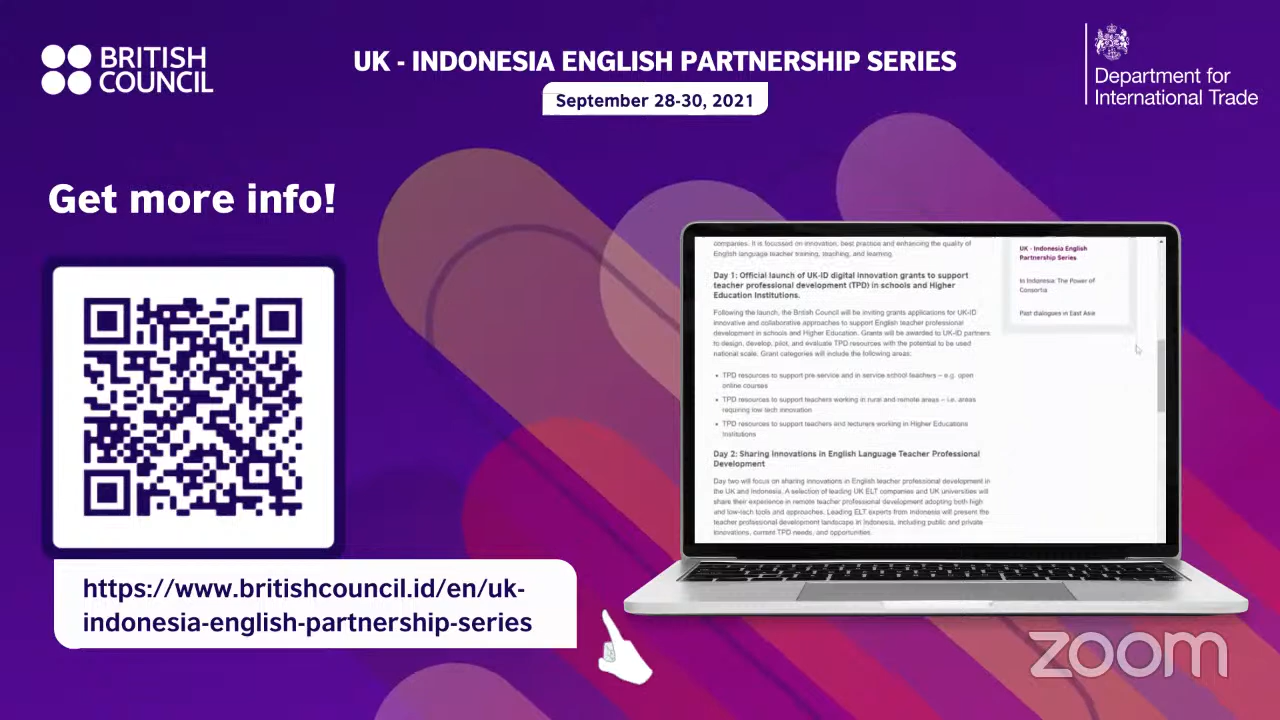 BRITISH
COUNCIL
UK - INDONESIA ENGLISH PARTNERSHIP SERIES
September 28-30, 2021
Department for
International Trade
Get more info!
https://www.britishcouncil.id/en/uk-
indonesia-english-partnership-series
companies. It is focussed on innovation, best practice and enhancing the quality of
English language teacher training, teaching, and learning.
Day 1: Official launch of UK-ID digital innovation grants to support
teacher professional development (TPD) in schools and Higher
Education Institutions.
Following the launch, the British Council will be inviting grants applications for UK-ID
innovative and collaborative approaches to support English teacher professional
development in schools and Higher Education. Grants will be awarded to UK-ID partners
to design, develop, pilot, and evaluate TPD resources with the potential to be used
national scale. Grant categories will include the following areas:
• TPD resources to support pre-service and in service school teachers – e.g. open
online courses
• TPD resources to support teachers working in rural and remote areas – i.e. areas
requiring low tech innovation
• TPD resources to support teachers and lecturers working in Higher Educations
Institutions
Day 2: Sharing Innovations in English Language Teacher Professional
Development
Day two will focus on sharing innovations in English teacher professional development in
the UK and Indonesia. A selection of leading UK ELT companies and UK universities will
share their experience in remote teacher professional development adopting both high
and low-tech tools and approaches. Leading ELT experts from Indonesia will present the
teacher professional development landscape in Indonesia, including public and private
innovations, current TPD needs, and opportunities.
UK - Indonesia English
Partnership Series
In Indonesia: The Power of
Consortia
Past dialogues in East Asia
zoom